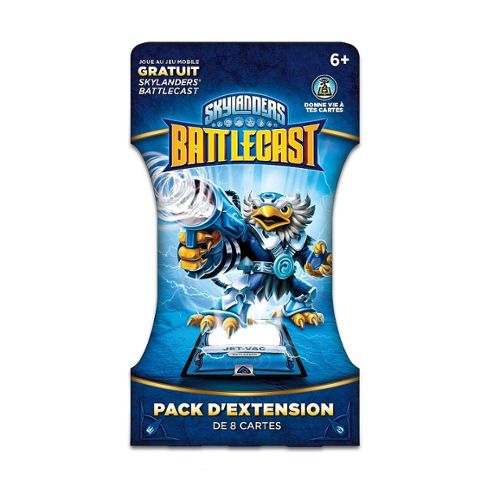 JOUE AU JEU MOBILE
GRATUIT
SKYLANDERS®
BATTLECAST
6+
DONNE VIE À
TES CARTES
SKYLANDERS
BATTLECAST
JET-VAC
PACK D'EXTENSION
DE 8 CARTES